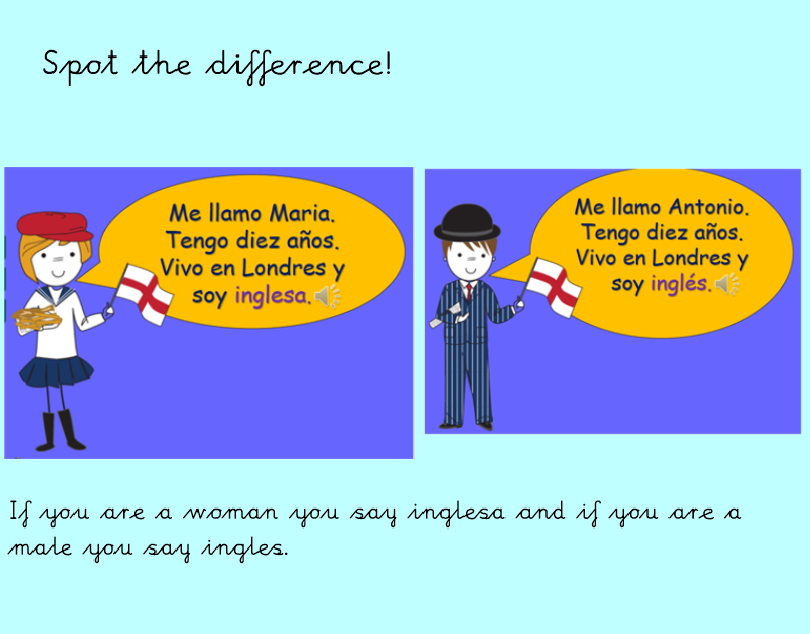 Spot the difference!
Me llamo Maria.
Tengo diez años.
Vivo en Londres y
soy inglesa.
Me llamo Antonio.
Tengo diez años.
Vivo en Londres y
soy inglés.
If you are a woman you say inglesa and if you are a
male you say ingles.